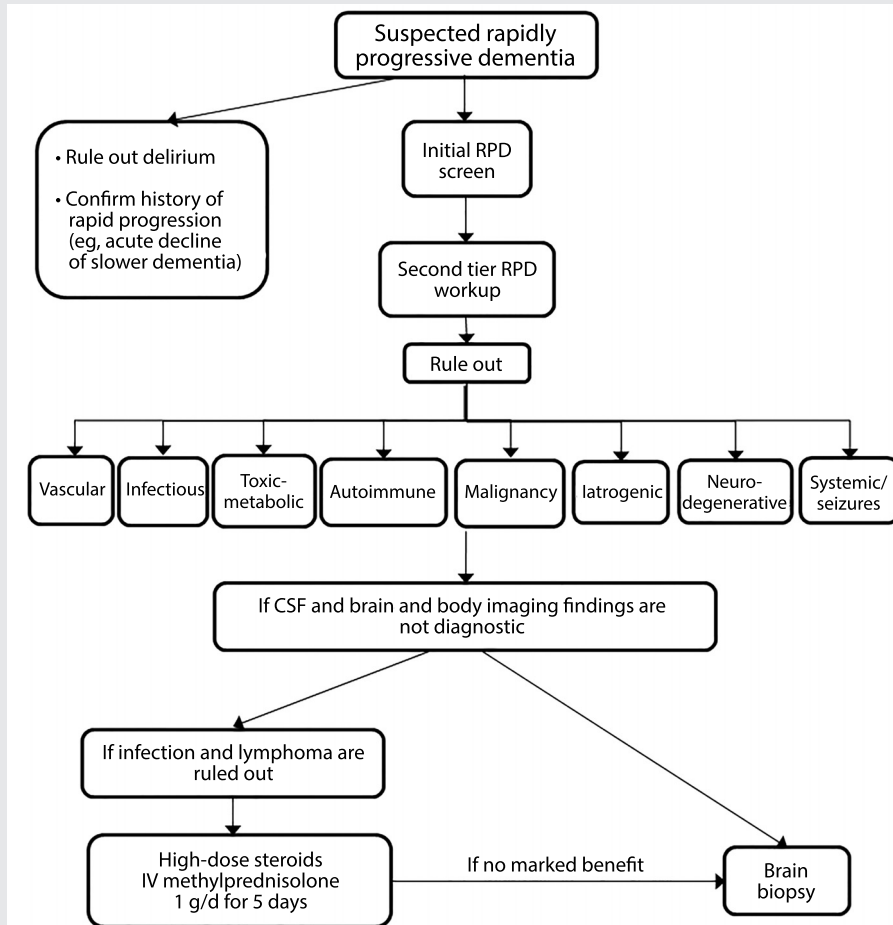 Suspected rapidly
progressive dementia
• Rule out delirium
• Confirm history of
rapid progression
(eg, acute decline
of slower dementia)
Initial RPD
screen
Second tier RPD
workup
Rule out
Vascular
Infectious
Toxic-
metabolic
Autoimmune
Malignancy
Iatrogenic
Neuro-
degenerative
Systemic/
seizures
If CSF and brain and body imaging findings are
not diagnostic
If infection and lymphoma are
ruled out
High-dose steroids
IV methylprednisolone
1 g/d for 5 days
If no marked benefit
Brain
biopsy